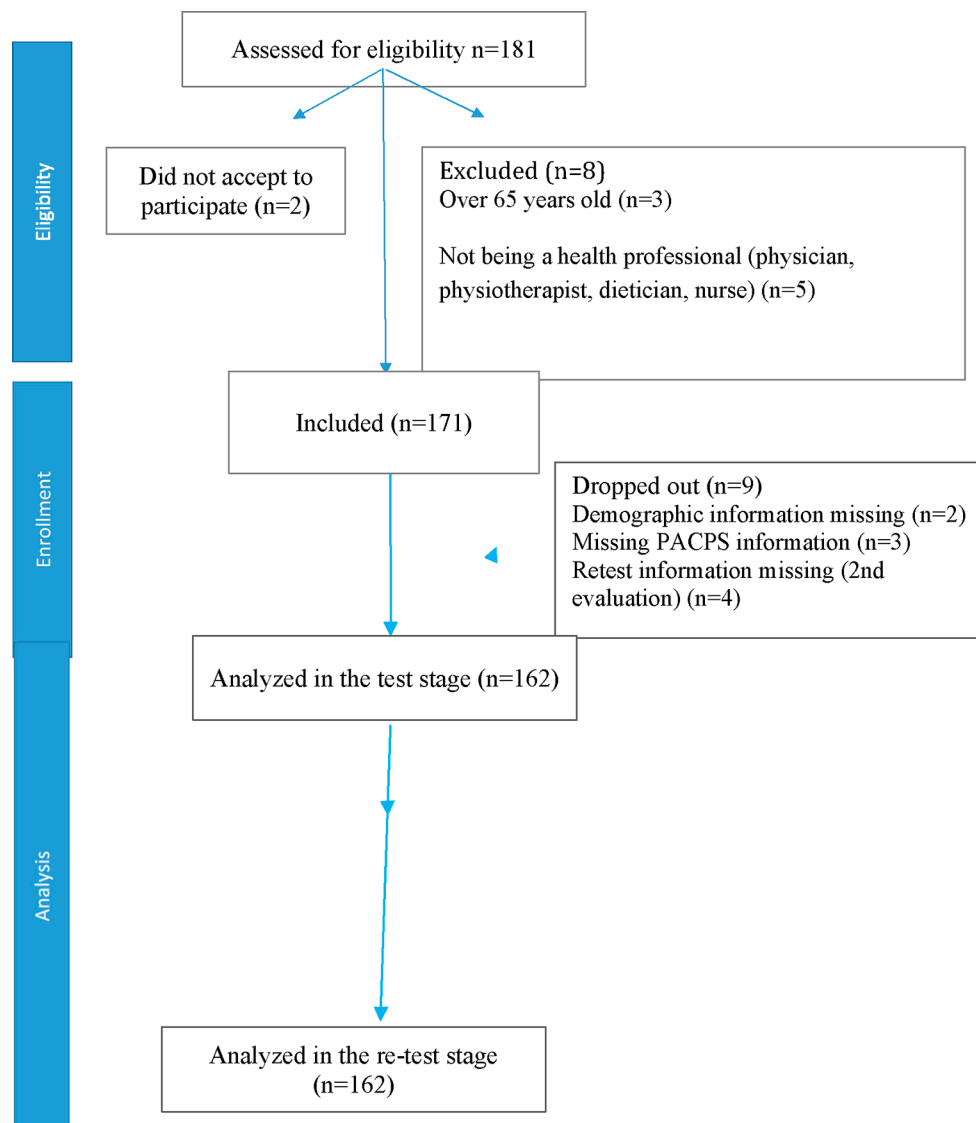 Assessed for eligibility n=181
Eligibility
Did not accept to
participate (n=2)
Excluded (n=8)
Over 65 years old (n=3)
Not being a health professional (physician,
physiotherapist, dietician, nurse) (n=5)
Included (n=171)
Enrollment
Dropped out (n=9)
Demographic information missing (n=2)
Missing PACPS information (n=3)
Retest information missing (2nd
evaluation) (n=4)
Analyzed in the test stage (n=162)
Analysis
Analyzed in the re-test stage
(n=162)